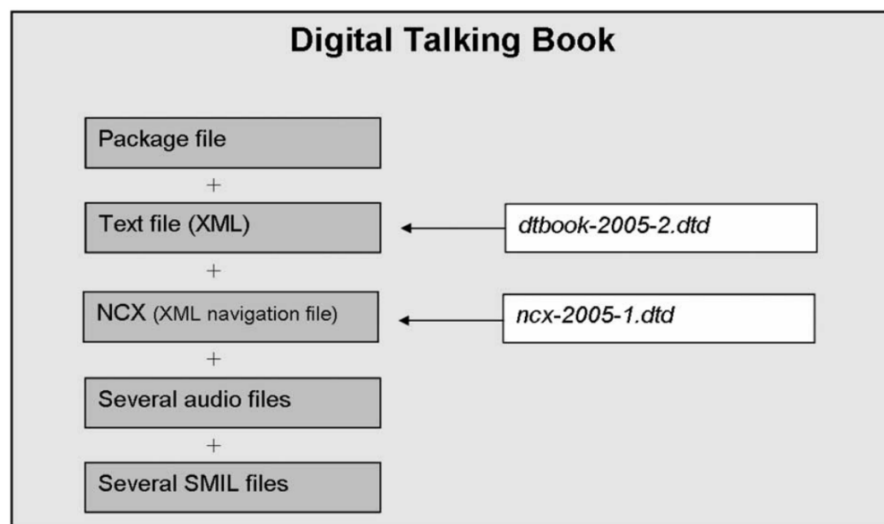 Digital Talking Book
Package file
+
Text file (XML)
dtbook-2005-2.dtd
+
NCX (XML navigation file)
ncx-2005-1.dtd
+
Several audio files
+
Several SMIL files